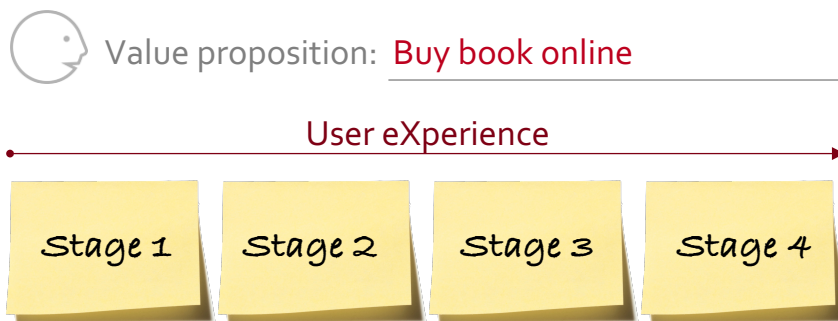 Value proposition: Buy book online
User eXperience
Stage 1 Stage 2 Stage 3 Stage 4